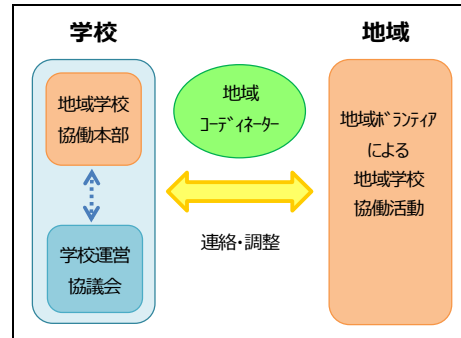 学校
地域
地域学校
協働本部
学校運営
協議会
地域
ｺｰﾃﾞｨﾈｰﾀｰ
連絡・調整
地域ﾎﾞﾗﾝﾃｨｱ
による
地域学校
協働活動